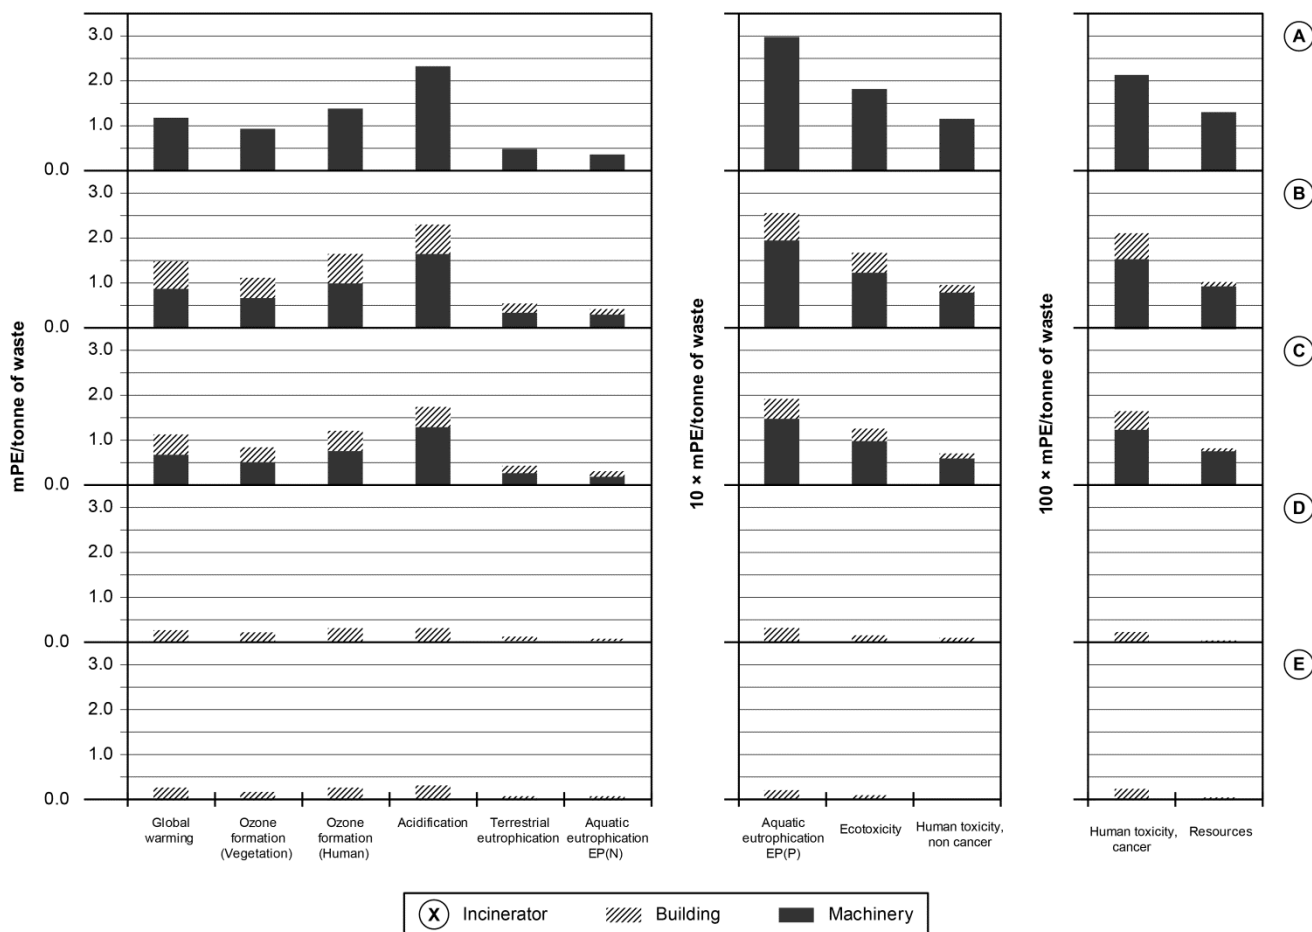 3.0
2.0
1.0
0.0
A
3.0
2.0
1.0
0.0
B
3.0
2.0
1.0
0.0
C
3.0
2.0
1.0
0.0
D
3.0
2.0
1.0
0.0
E
mPE/tonne of waste
10 × mPE/tonne of waste
100 × mPE/tonne of waste
Global
warming
Ozone
formation
(Vegetation)
Ozone
formation
(Human)
Acidification
Terrestrial
eutrophication
Aquatic
eutrophication
EP(N)
Aquatic
eutrophication
EP(P)
Ecotoxicity
Human toxicity,
non cancer
Human toxicity,
cancer
Resources
X Incinerator Building Machinery